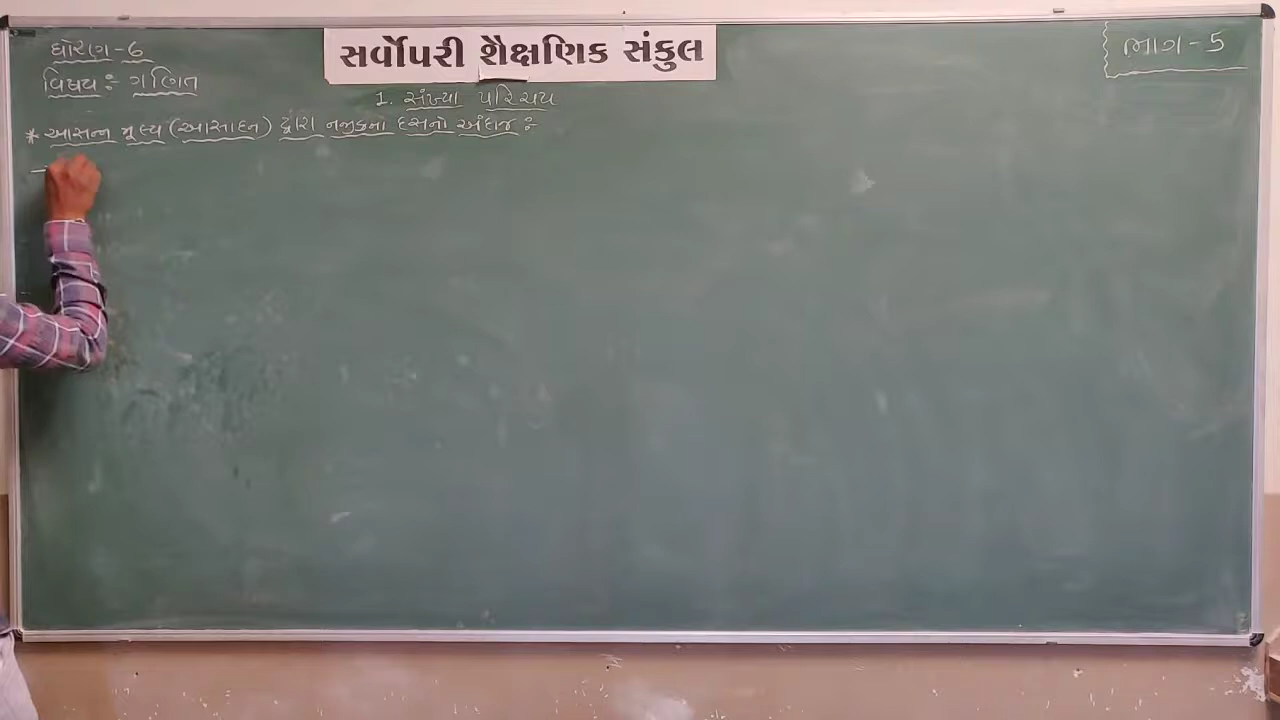 ધોરણ-6
સર્વોપરી શૈક્ષણિક સંકુલ
ભાગ-5
વિષય : ગણિત
1. સંખ્યા પરિચય
* આસન્ન મૂલ્ય (આસાદન) દ્વારા નજીકના દસનો અંદાજ :